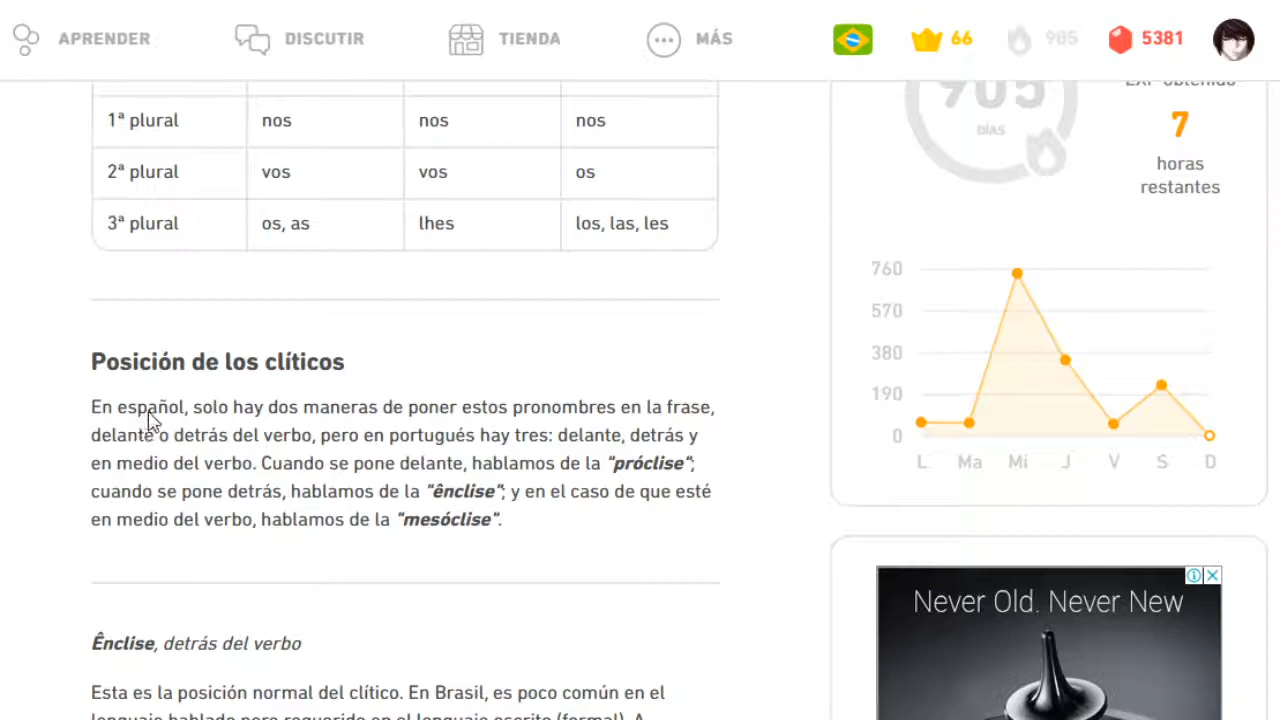 APRENDER DISCUTIR TIENDA MÁS 66 985 5381
1ª plural nos nos nos
2ª plural vos vos os
3ª plural os, as lhes los, las, les
Posición de los clíticos
En español, solo hay dos maneras de poner estos pronombres en la frase,
delante o detrás del verbo, pero en portugués hay tres: delante, detrás y
en medio del verbo. Cuando se pone delante, hablamos de la "próclise";
cuando se pone detrás, hablamos de la "ênclise"; y en el caso de que esté
en medio del verbo, hablamos de la "mesóclise".
Ênclise, detrás del verbo
Esta es la posición normal del clítico. En Brasil, es poco común en el
DÍAS
7
horas
restantes
760
570
380
190
0
L Ma Mi J V S D
Never Old. Never New